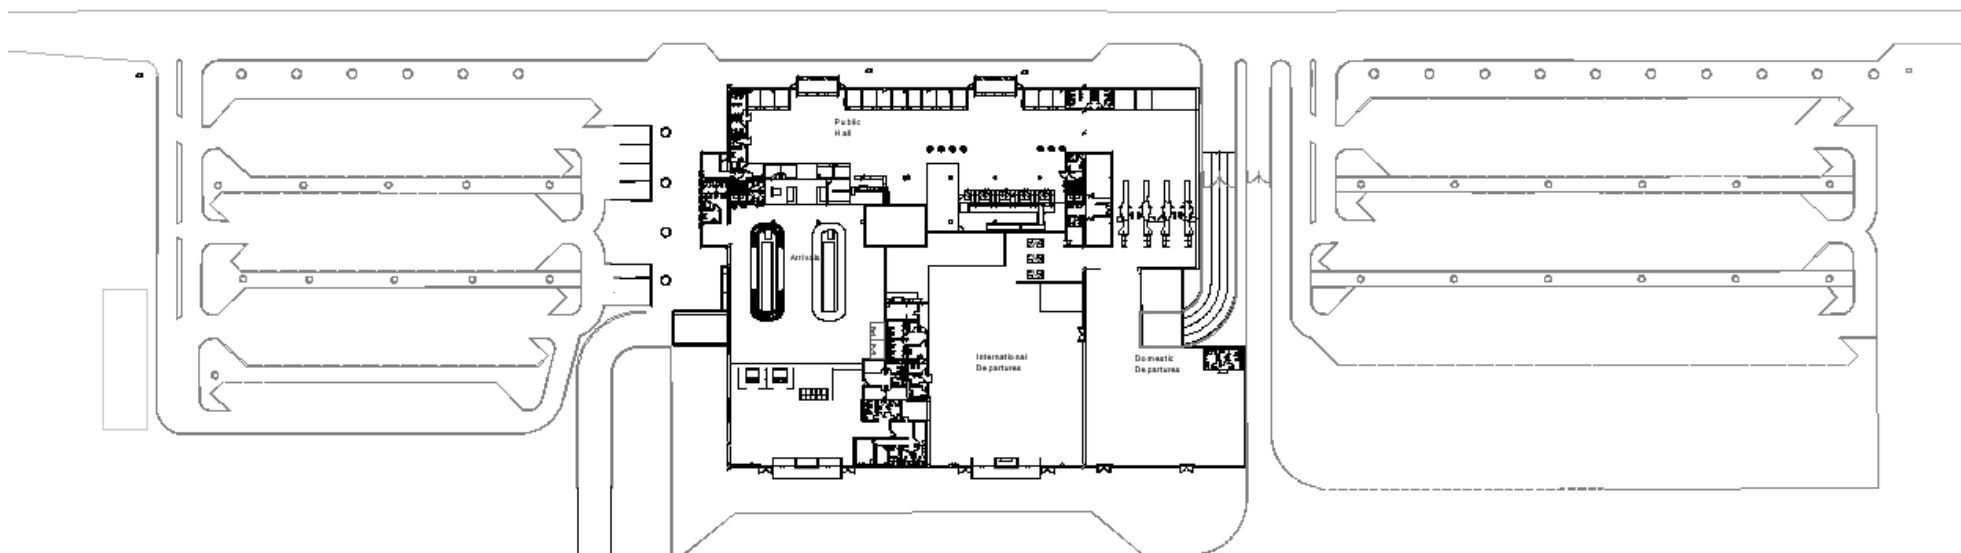 Public
Hall
Arrivals
International
Departures
Domestic
Departures